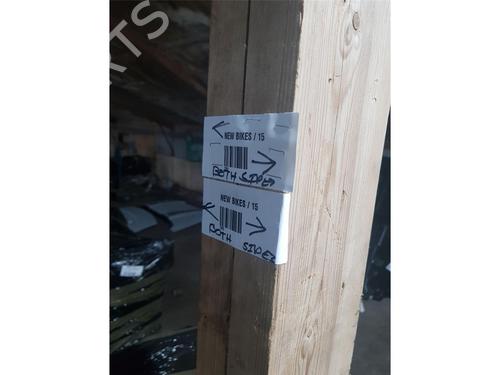 NEW BIKES / 15
BOTH SIDES
NEW BIKES / 15
BOTH SIDES